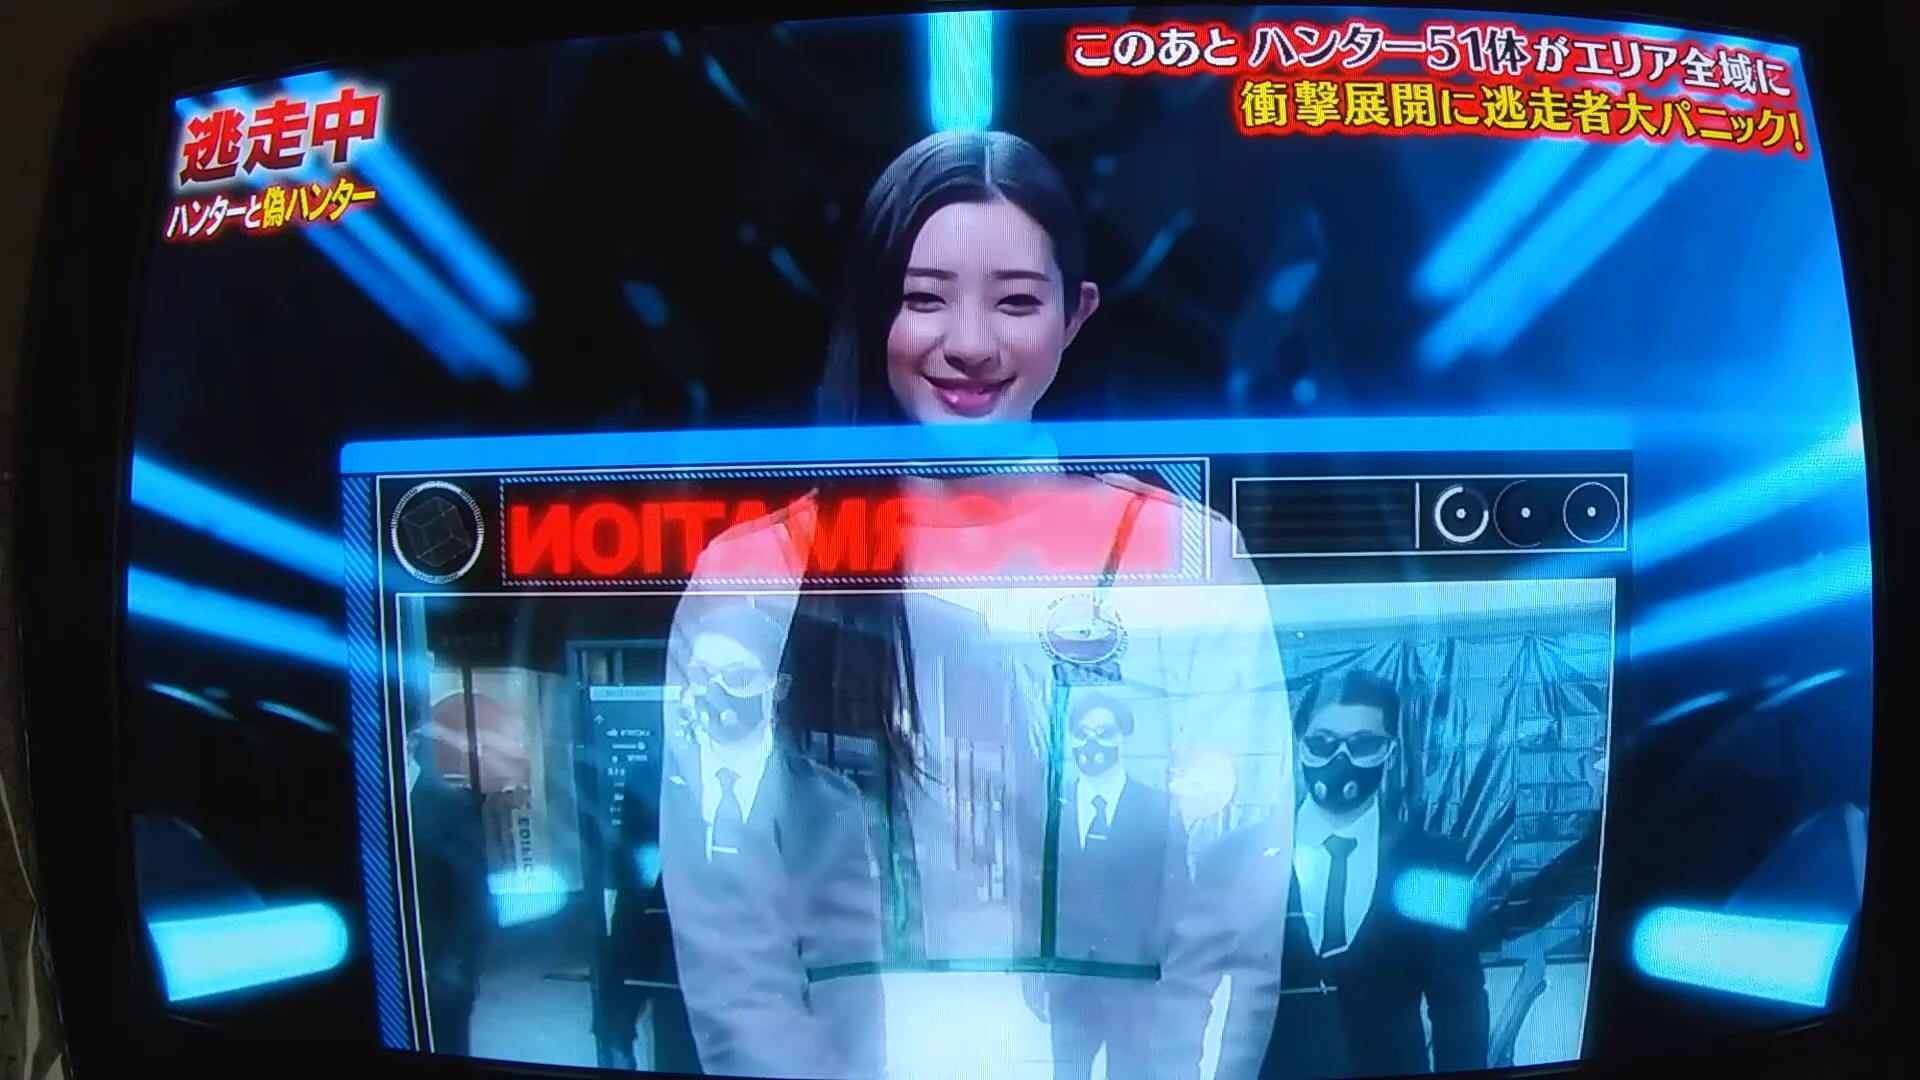 逃走中
ハンターと偽ハンター
このあとハンター51体がエリア全域に
衝撃展開に逃走者大パニック!
INFORMATION